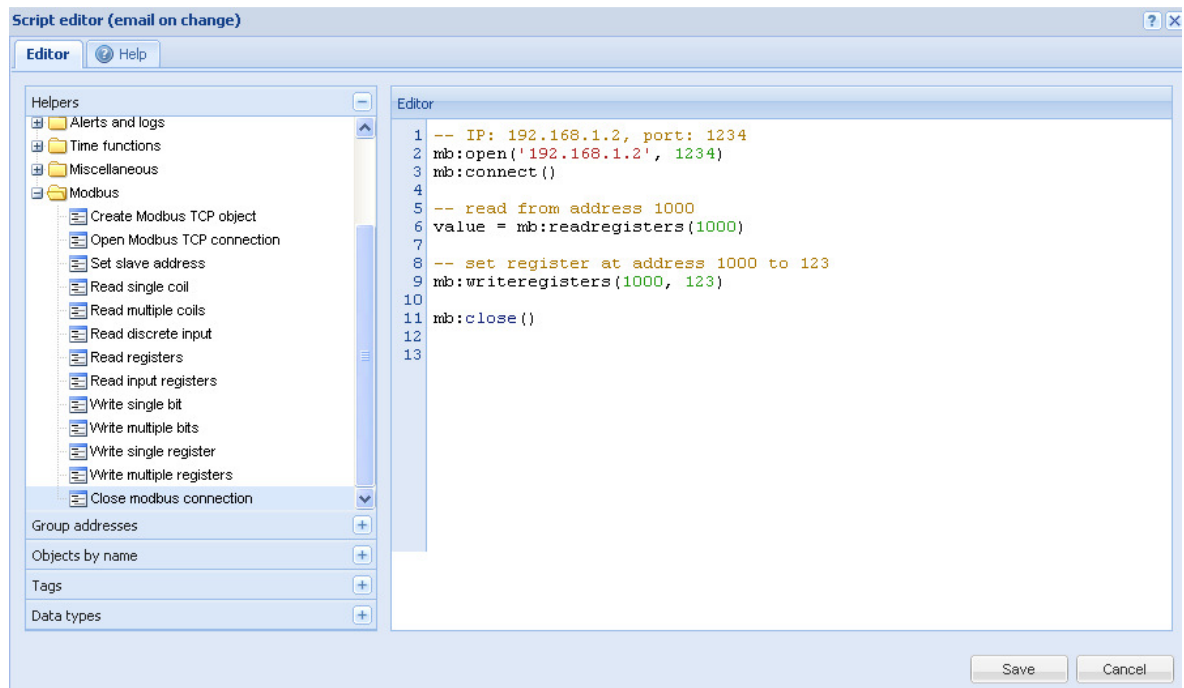 Script editor (email on change)
Editor
Help
Helpers
Alerts and logs
Time functions
Miscellaneous
Modbus
Create Modbus TCP object
Open Modbus TCP connection
Set slave address
Read single coil
Read multiple coils
Read discrete input
Read registers
Read input registers
Write single bit
Write multiple bits
Write single register
Write multiple registers
Close modbus connection
Group addresses
Objects by name
Tags
Data types
Editor
1 -- IP: 192.168.1.2, port: 1234
2 mb:open('192.168.1.2', 1234)
3 mb:connect()
4
5 -- read from address 1000
6 value = mb:readregisters(1000)
7
8 -- set register at address 1000 to 123
9 mb:writeregisters(1000, 123)
10
11 mb:close()
12
13
Save
Cancel